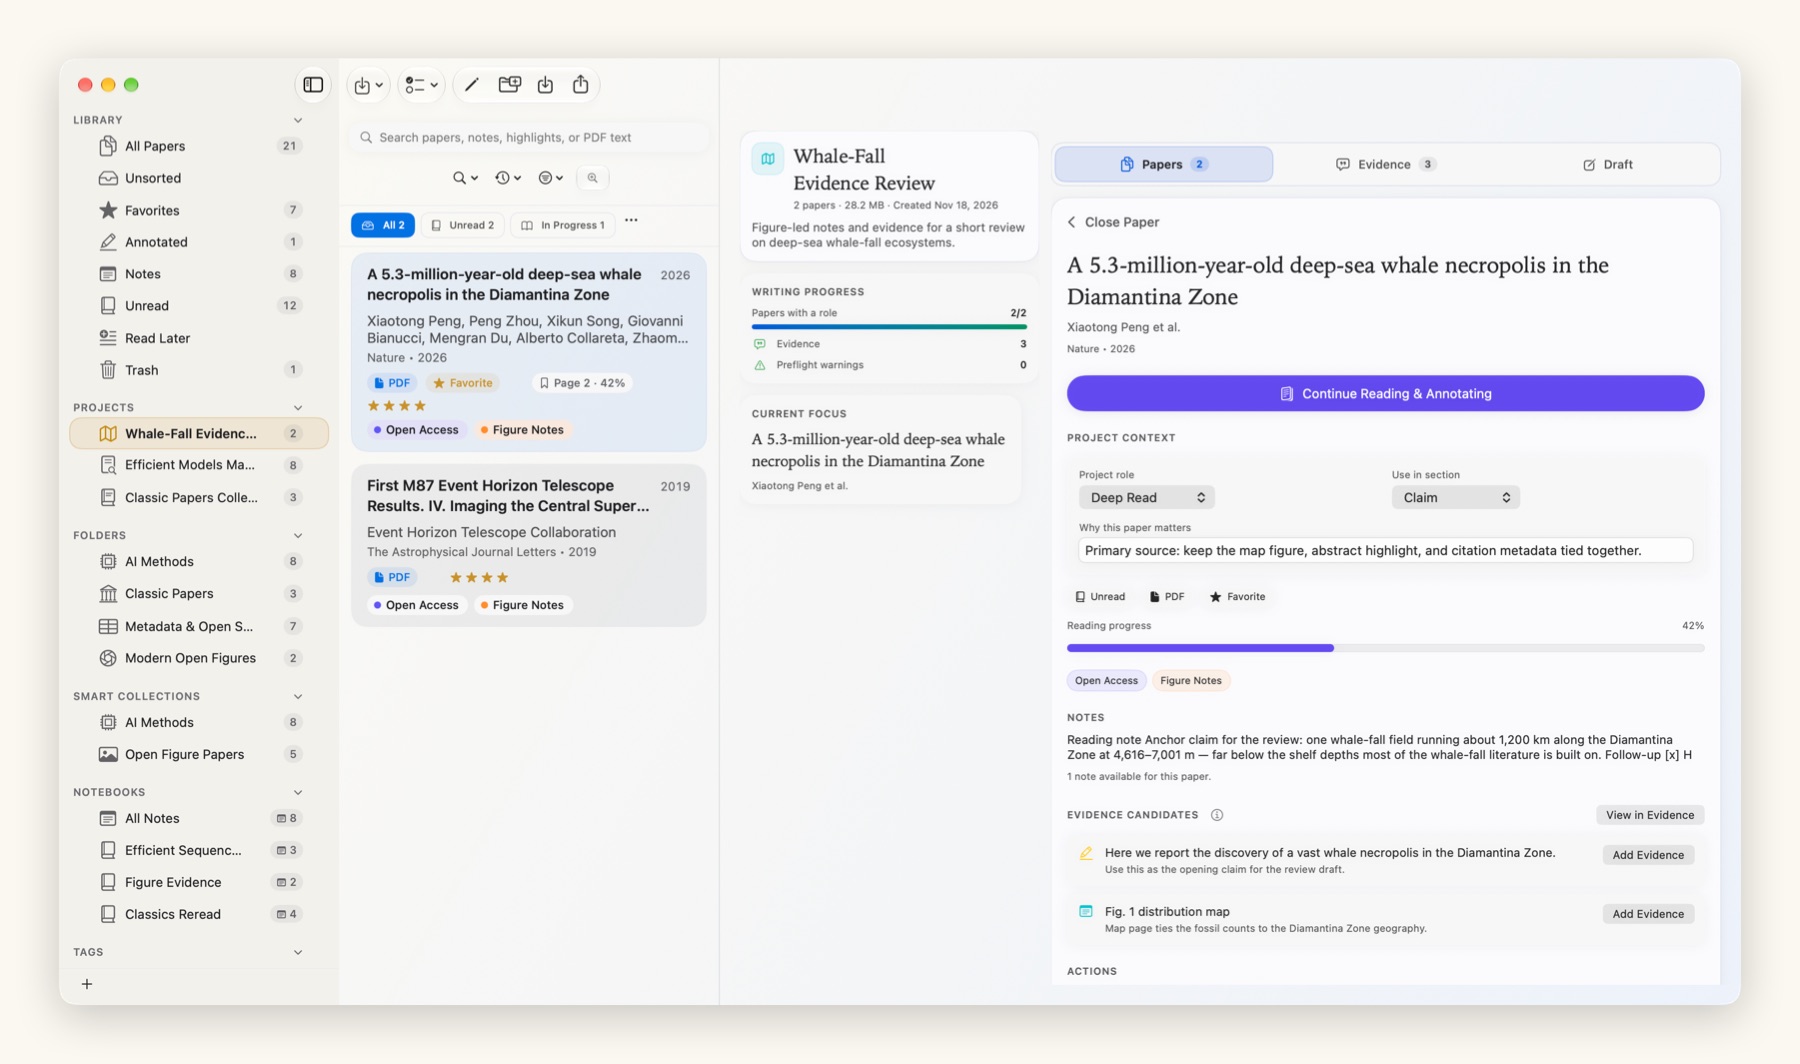 LIBRARY
All Papers 21
Unsorted
Favorites 7
Annotated 1
Notes 8
Unread 12
Read Later
Trash 1
PROJECTS
Whale-Fall Evidenc... 2
Efficient Models Ma... 8
Classic Papers Colle... 3
FOLDERS
AI Methods 8
Classic Papers 3
Metadata & Open S... 7
Modern Open Figures 2
SMART COLLECTIONS
AI Methods 8
Open Figure Papers 5
NOTEBOOKS
All Notes 8
Efficient Sequenc... 3
Figure Evidence 2
Classics Reread 4
TAGS
+
Search papers, notes, highlights, or PDF text
All 2 Unread 2 In Progress 1 ...
A 5.3-million-year-old deep-sea whale 2026
necropolis in the Diamantina Zone
Xiaotong Peng, Peng Zhou, Xikun Song, Giovanni
Bianucci, Mengran Du, Alberto Collareta, Zhaom...
Nature • 2026
PDF Favorite Page 2 · 42%
Open Access Figure Notes
First M87 Event Horizon Telescope 2019
Results. IV. Imaging the Central Super...
Event Horizon Telescope Collaboration
The Astrophysical Journal Letters • 2019
PDF
Open Access Figure Notes
Whale-Fall
Evidence Review
2 papers · 28.2 MB · Created Nov 18, 2026
Figure-led notes and evidence for a short review
on deep-sea whale-fall ecosystems.
WRITING PROGRESS
Papers with a role 2/2
Evidence 3
Preflight warnings 0
CURRENT FOCUS
A 5.3-million-year-old deep-sea whale
necropolis in the Diamantina Zone
Xiaotong Peng et al.
Papers 2 Evidence 3 Draft
Close Paper
A 5.3-million-year-old deep-sea whale necropolis in the
Diamantina Zone
Xiaotong Peng et al.
Nature • 2026
Continue Reading & Annotating
PROJECT CONTEXT
Project role Use in section
Deep Read Claim
Why this paper matters
Primary source: keep the map figure, abstract highlight, and citation metadata tied together.
Unread PDF Favorite
Reading progress 42%
Open Access Figure Notes
NOTES
Reading note Anchor claim for the review: one whale-fall field running about 1,200 km along the Diamantina
Zone at 4,616–7,001 m — far below the shelf depths most of the whale-fall literature is built on. Follow-up [x] H
1 note available for this paper.
EVIDENCE CANDIDATES View in Evidence
Here we report the discovery of a vast whale necropolis in the Diamantina Zone. Add Evidence
Use this as the opening claim for the review draft.
Fig. 1 distribution map Add Evidence
Map page ties the fossil counts to the Diamantina Zone geography.
ACTIONS